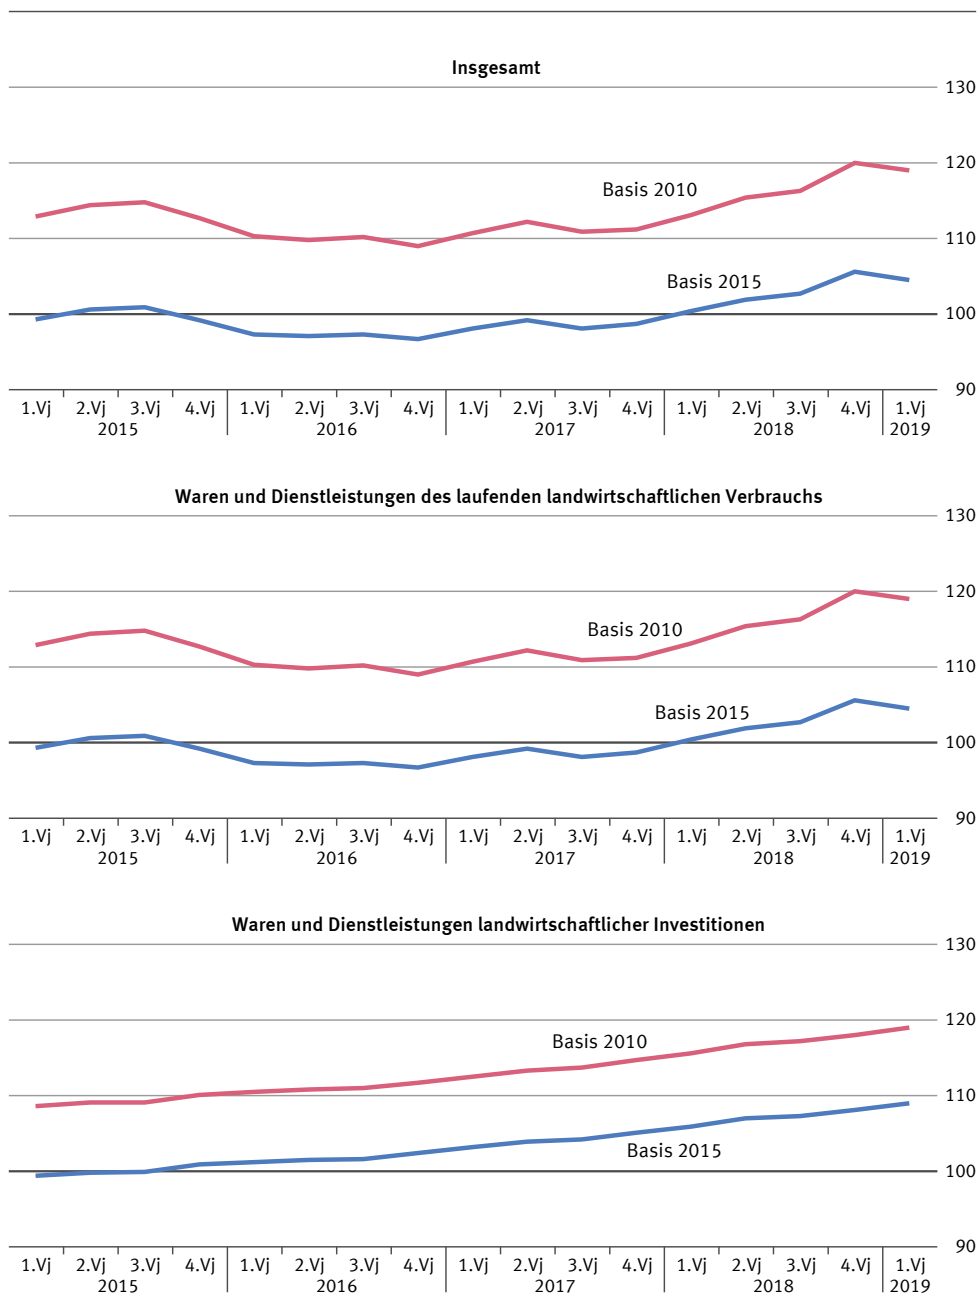 Insgesamt
130
120
Basis 2010
110
Basis 2015
100
90
1.Vj 2.Vj 3.Vj 4.Vj 1.Vj 2.Vj 3.Vj 4.Vj 1.Vj 2.Vj 3.Vj 4.Vj 1.Vj 2.Vj 3.Vj 4.Vj 1.Vj
2015 2016 2017 2018 2019
Waren und Dienstleistungen des laufenden landwirtschaftlichen Verbrauchs
130
120
Basis 2010
110
Basis 2015
100
90
1.Vj 2.Vj 3.Vj 4.Vj 1.Vj 2.Vj 3.Vj 4.Vj 1.Vj 2.Vj 3.Vj 4.Vj 1.Vj 2.Vj 3.Vj 4.Vj 1.Vj
2015 2016 2017 2018 2019
Waren und Dienstleistungen landwirtschaftlicher Investitionen
130
120
Basis 2010
110
Basis 2015
100
90
1.Vj 2.Vj 3.Vj 4.Vj 1.Vj 2.Vj 3.Vj 4.Vj 1.Vj 2.Vj 3.Vj 4.Vj 1.Vj 2.Vj 3.Vj 4.Vj 1.Vj
2015 2016 2017 2018 2019